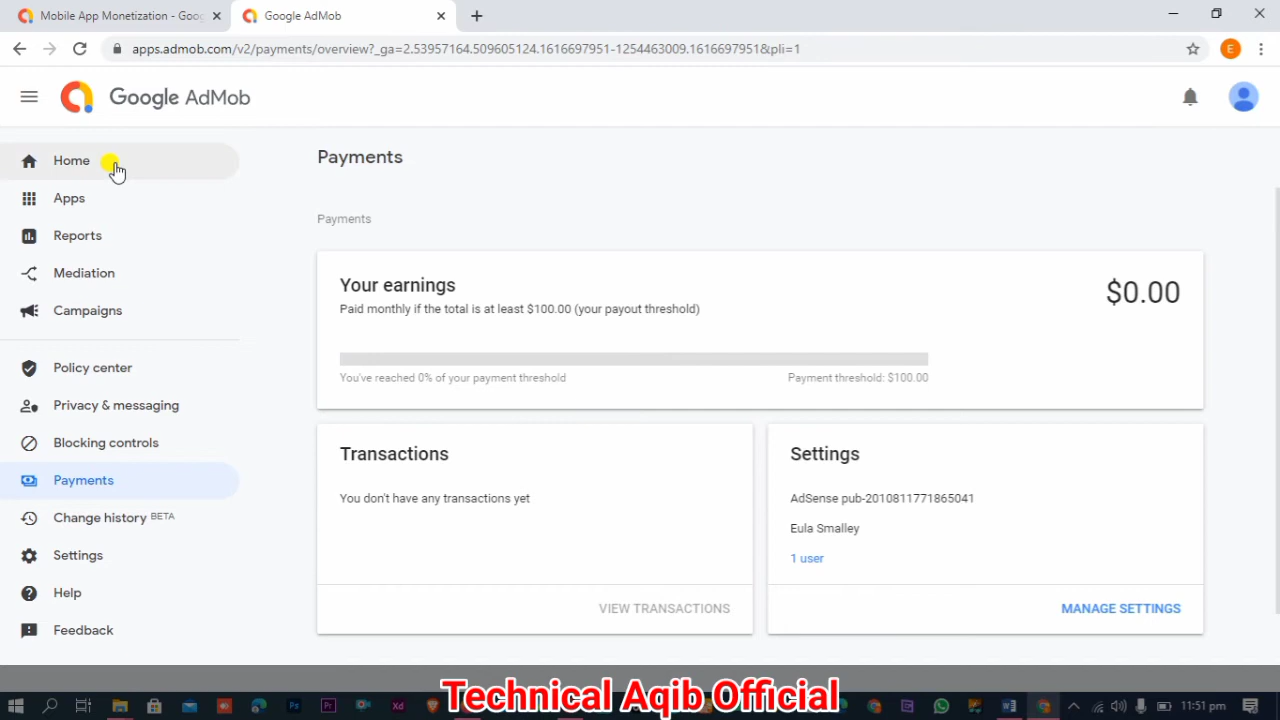 Mobile App Monetization - Goog
Google AdMob
apps.admob.com/v2/payments/overview?_ga=2.53957164.509605124.1616697951-1254463009.1616697951&pli=1
E
Google AdMob
Home
Apps
Reports
Mediation
Campaigns
Policy center
Privacy & messaging
Blocking controls
Payments
Change history BETA
Settings
Help
Feedback
Payments
Payments
Your earnings
$0.00
Paid monthly if the total is at least $100.00 (your payout threshold)
You've reached 0% of your payment threshold
Payment threshold: $100.00
Transactions
You don't have any transactions yet
VIEW TRANSACTIONS
Settings
AdSense pub-2010811771865041
Eula Smalley
1 user
MANAGE SETTINGS
Technical Aqib Official
Ps
Pr
Xd
11:51 pm